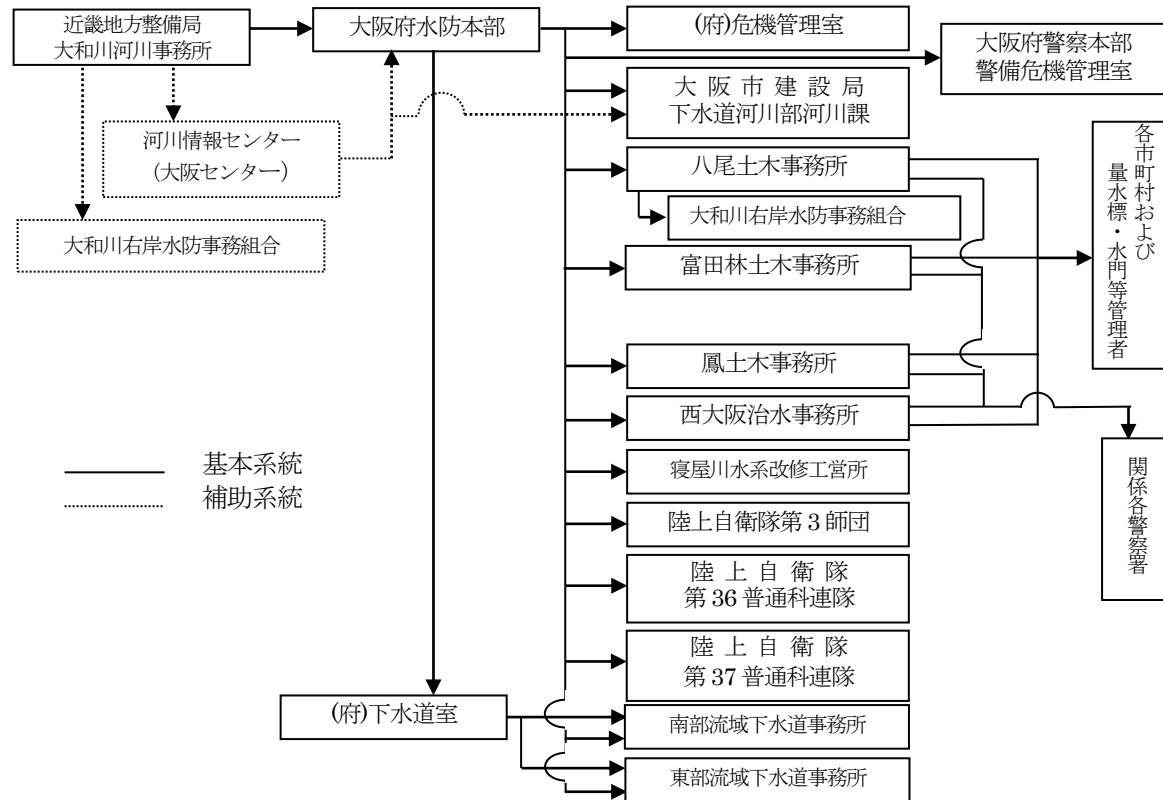 近畿地方整備局
大和川河川事務所
大阪府水防本部
(府)危機管理室
大阪府警察本部
警備危機管理室
大阪市建設局
下水道河川部河川課
河川情報センター
(大阪センター)
大和川右岸水防事務組合
八尾土木事務所
大和川右岸水防事務組合
富田林土木事務所
各市町村および
量水標・水門等管理者
鳳土木事務所
西大阪治水事務所
基本系統
補助系統
寝屋川水系改修工営所
陸上自衛隊第3師団
陸上自衛隊
第36普通科連隊
陸上自衛隊
第37普通科連隊
関係各警察署
(府)下水道室
南部流域下水道事務所
東部流域下水道事務所